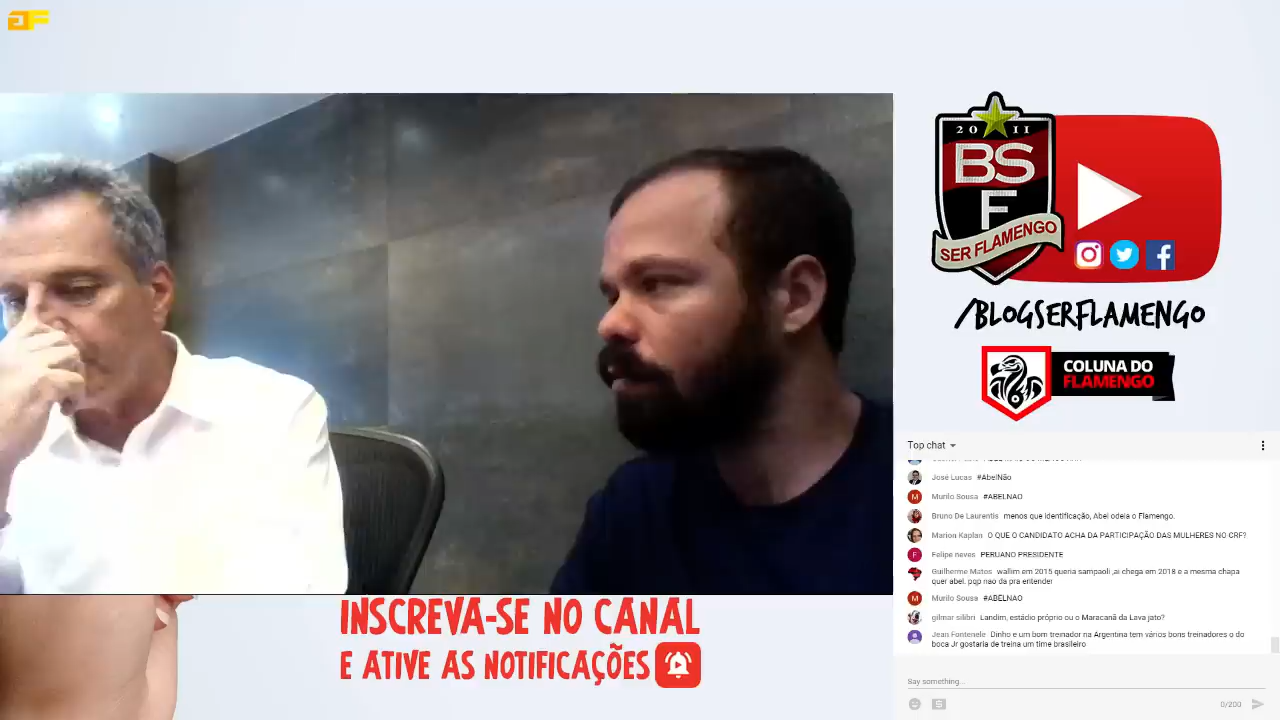 GF
2011
BS
F
SER FLAMENGO
/BLOGSERFLAMENGO
COLUNA DO
FLAMENGO
Top chat
José Lucas #AbelNão
Murilo Sousa #ABELNAO
Bruno De Laurentis menos que identificação, Abel odeia o Flamengo.
Marion Kaplan O QUE O CANDIDATO ACHA DA PARTICIPAÇÃO DAS MULHERES NO CRF?
Felipe neves PERUANO PRESIDENTE
Guilherme Matos wallim em 2015 queria sampaoli ,ai chega em 2018 e a mesma chapa
quer abel. pqp nao da pra entender
Murilo Sousa #ABELNAO
gilmar silibri Landim, estádio próprio ou o Maracanã da Lava jato?
Jean Fontenele Dinho e um bom treinador na Argentina tem vários bons treinadores o do
boca Jr gostaria de treina um time brasileiro
Say something...
0/200
INSCREVA-SE NO CANAL
E ATIVE AS NOTIFICAÇÕES